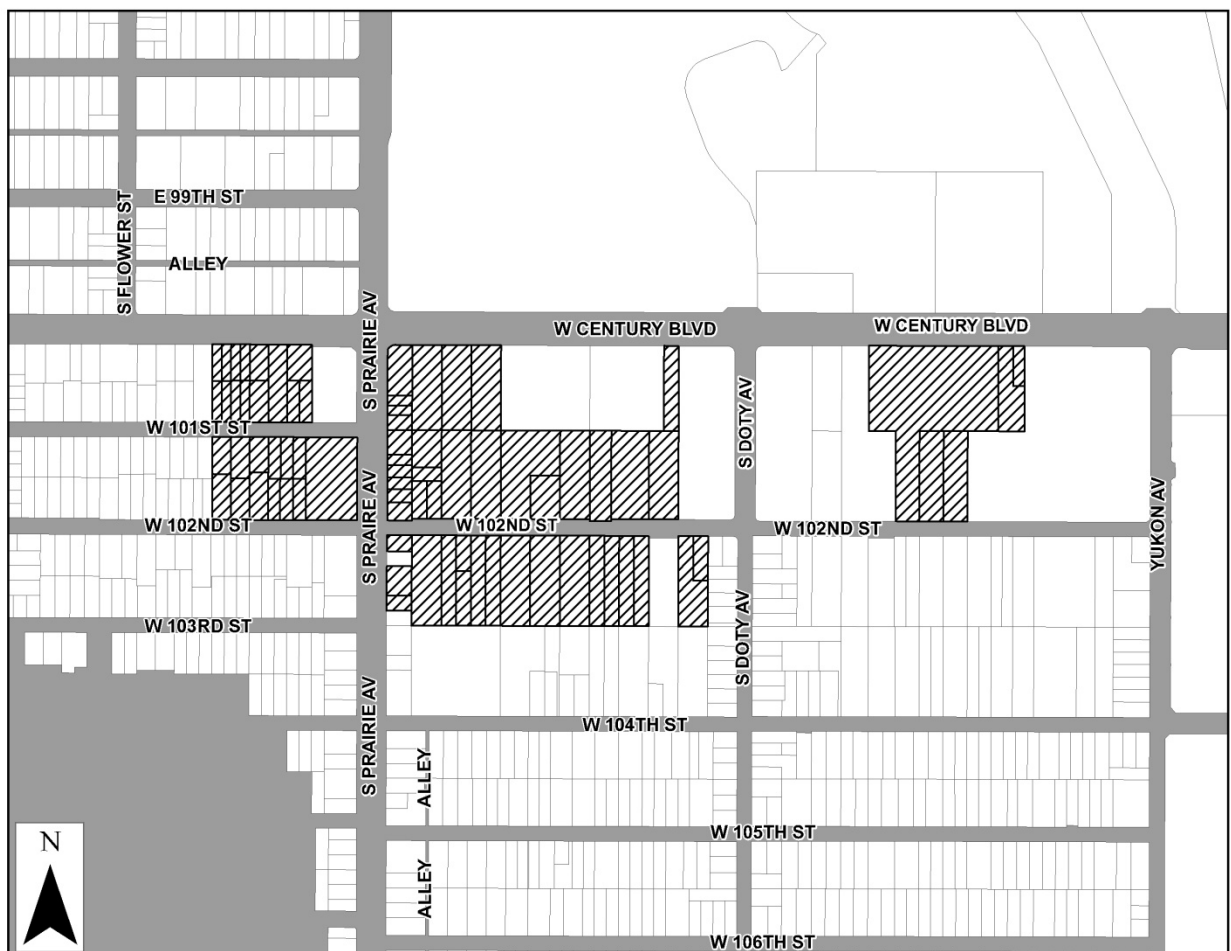 E 99TH ST
S FLOWER ST
ALLEY
S PRAIRIE AV
W CENTURY BLVD
W CENTURY BLVD
W 101ST ST
S DOTY AV
S PRAIRE AV
W 102ND ST
W 102ND ST
W 102ND ST
YUKON AV
S PRAIRIE AV
W 103RD ST
S DOTY AV
S PRAIRIE AV
W 104TH ST
ALLEY
W 105TH ST
N
ALLEY
W 106TH ST